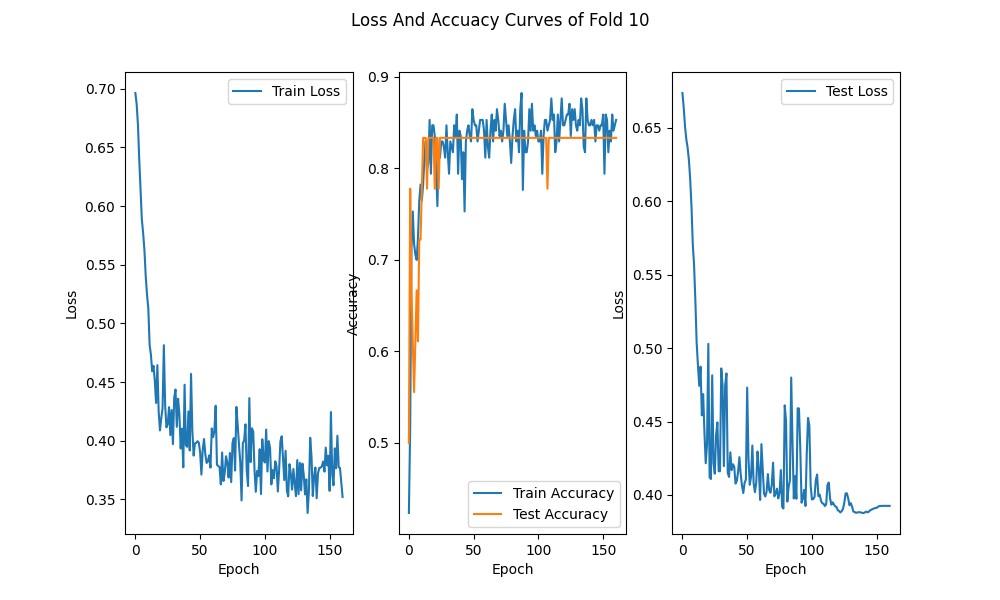 Loss And Accuacy Curves of Fold 10
Train Loss
0.70
0.65
0.60
0.55
0.50
0.45
0.40
0.35
Loss
0
50
100
150
Epoch
0.9
0.8
0.7
0.6
0.5
Accuracy
Train Accuracy
Test Accuracy
0
50
100
150
Epoch
Test Loss
0.65
0.60
0.55
0.50
0.45
0.40
Loss
0
50
100
150
Epoch